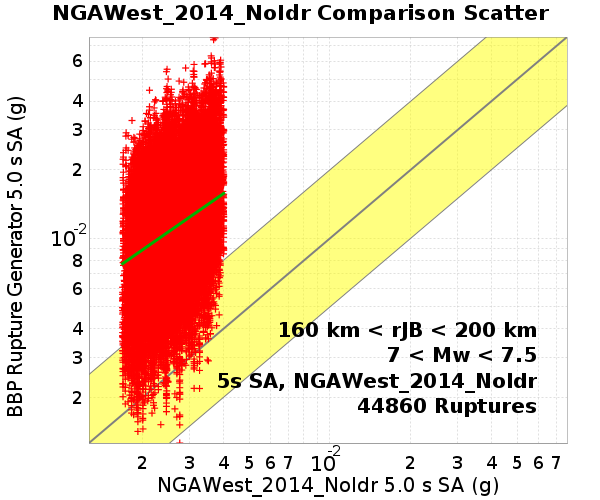 NGAWest_2014_NoIdr Comparison Scatter
BBP Rupture Generator 5.0 s SA (g)
6
4
3
2
10-2
8
6
4
3
2
160 km < rJB < 200 km
7 < Mw < 7.5
5s SA, NGAWest_2014_NoIdr
44860 Ruptures
2 3 4 5 6 7 10-2 2 3 4 5 6 7
NGAWest_2014_NoIdr 5.0 s SA (g)